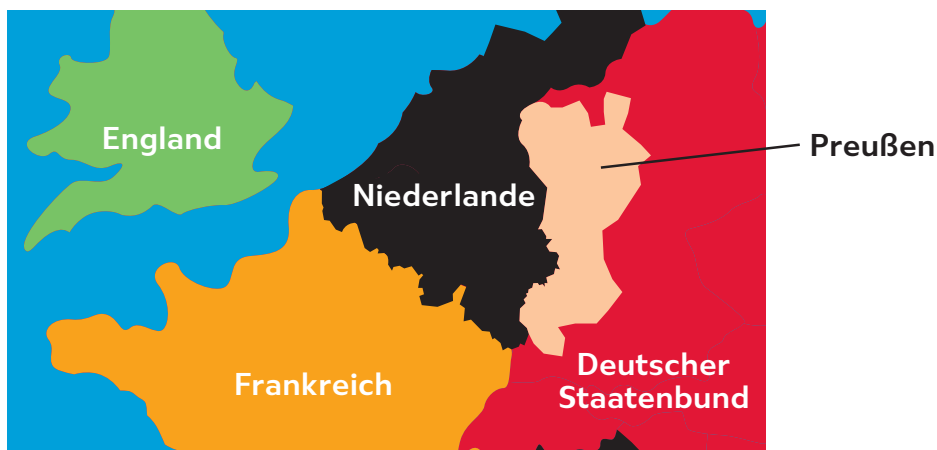 England
Preußen
Niederlande
Frankreich
Deutscher
Staatenbund